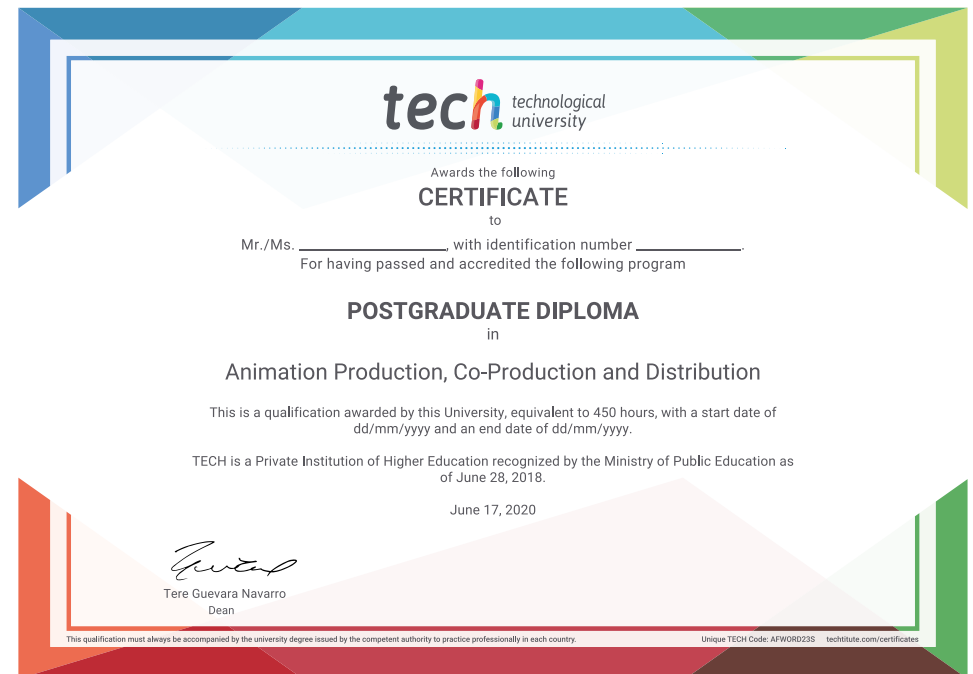 tech technological
university
Awards the following
CERTIFICATE
to
Mr./Ms. ____________________, with identification number ______________.
For having passed and accredited the following program
POSTGRADUATE DIPLOMA
in
Animation Production, Co-Production and Distribution
This is a qualification awarded by this University, equivalent to 450 hours, with a start date of
dd/mm/yyyy and an end date of dd/mm/yyyy.
TECH is a Private Institution of Higher Education recognized by the Ministry of Public Education as
of June 28, 2018.
June 17, 2020
Tere Guevara Navarro
Dean
This qualification must always be accompanied by the university degree issued by the competent authority to practice professionally in each country. Unique TECH Code: AFWORD23S techtitute.com/certificates